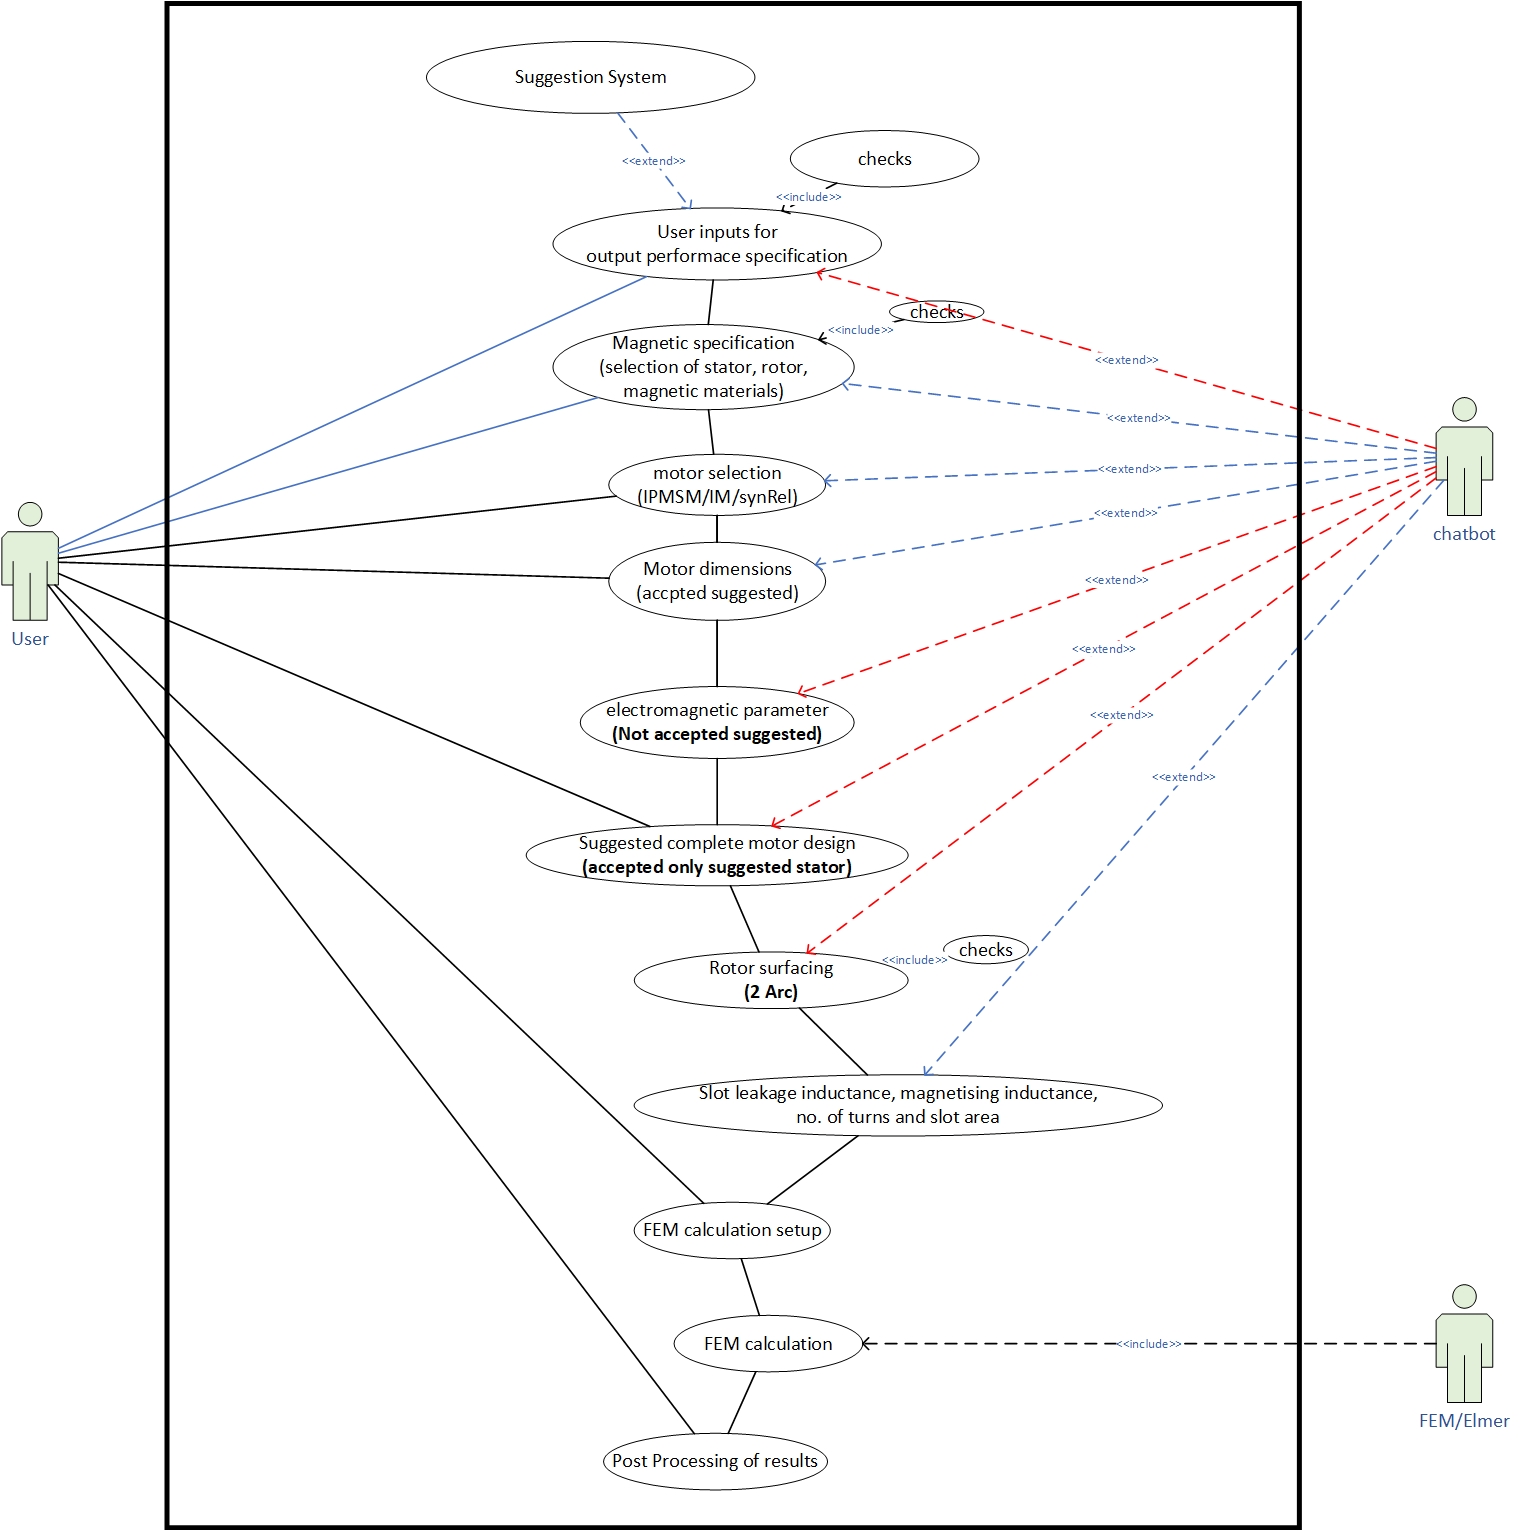 Suggestion System
<<extend>>
checks
<<include>>
User inputs for
output performace specification
checks
<<include>>
Magnetic specification
(selection of stator, rotor,
magnetic materials)
<<extend>>
<<extend>>
motor selection
(IPMSM/IM/synRel)
<<extend>>
<<extend>>
chatbot
Motor dimensions
(accpted suggested)
<<extend>>
User
<<extend>>
electromagnetic parameter
(Not accepted suggested)
<<extend>>
<<extend>>
Suggested complete motor design
(accepted only suggested stator)
checks
<<include>>
Rotor surfacing
(2 Arc)
Slot leakage inductance, magnetising inductance,
no. of turns and slot area
FEM calculation setup
FEM calculation
<<include>>
FEM/Elmer
Post Processing of results